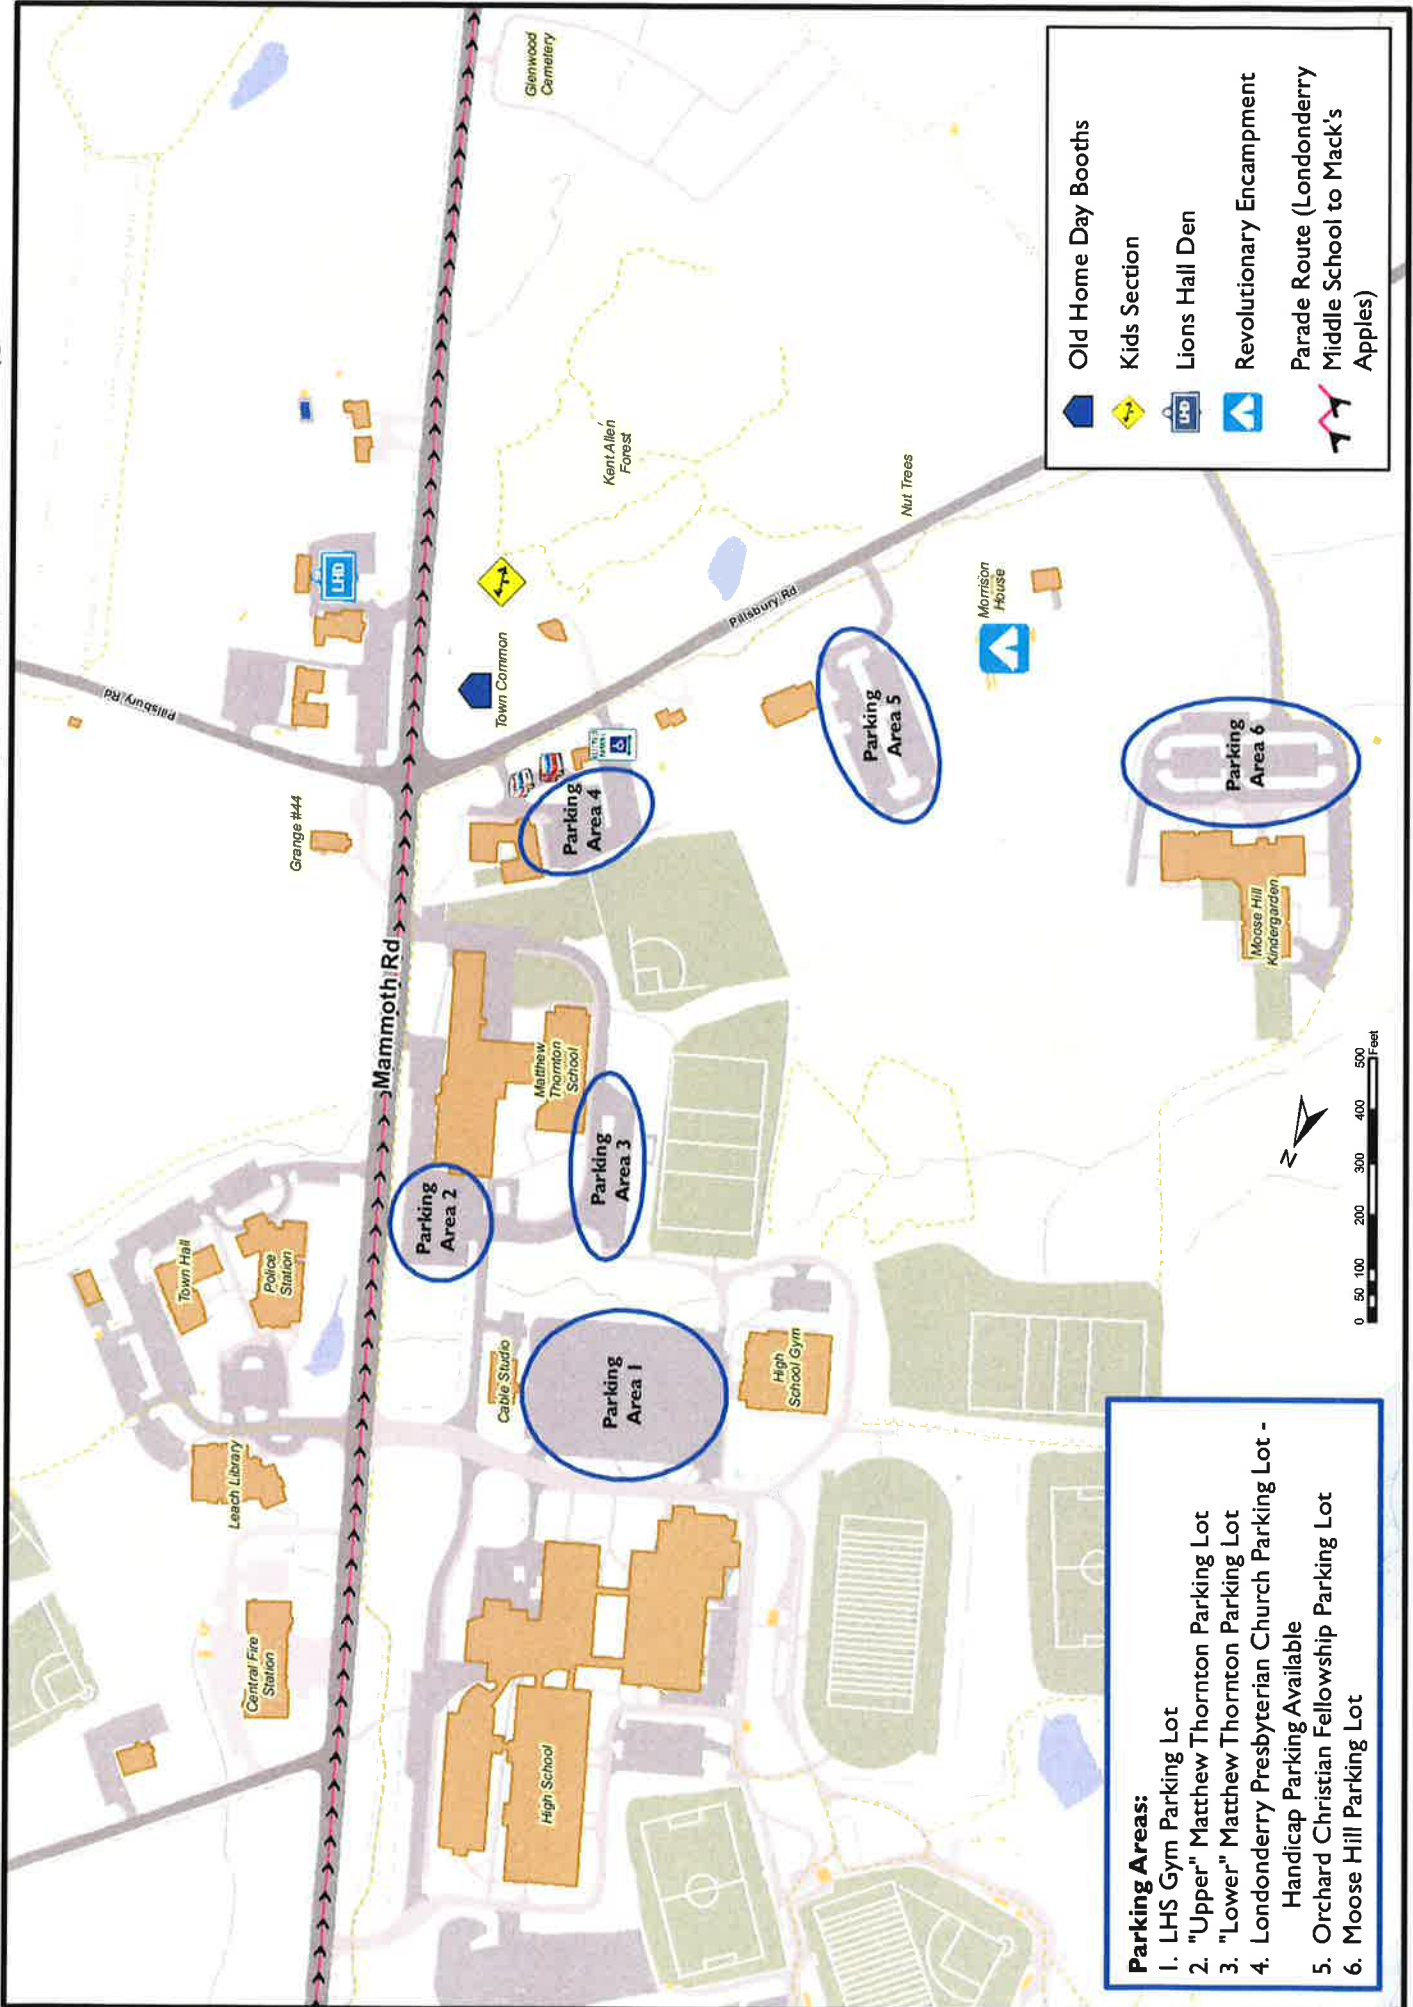 Glenwood
Cemetery
Kent Allen
Forest
Nut Trees
Pillsbury Rd
Pillsbury Rd
LHD
Town Common
Morrison
House
Grange #44
Mammoth Rd
Parking
Area 4
Parking
Area 5
Parking
Area 6
Moose Hill
Kindergarden
Matthew
Thornton
School
Parking
Area 3
Parking
Area 2
Town Hall
Police
Station
Cable Studio
Parking
Area 1
High
School Gym
Leach Library
Central Fire
Station
High School
N
0 50 100 200 300 400 500
Feet
Old Home Day Booths
Kids Section
LHD
Lions Hall Den
Revolutionary Encampment
Parade Route (Londonderry
Middle School to Mack's
Apples)
Parking Areas:
1. LHS Gym Parking Lot
2. "Upper" Matthew Thornton Parking Lot
3. "Lower" Matthew Thornton Parking Lot
4. Londonderry Presbyterian Church Parking Lot -
Handicap Parking Available
5. Orchard Christian Fellowship Parking Lot
6. Moose Hill Parking Lot